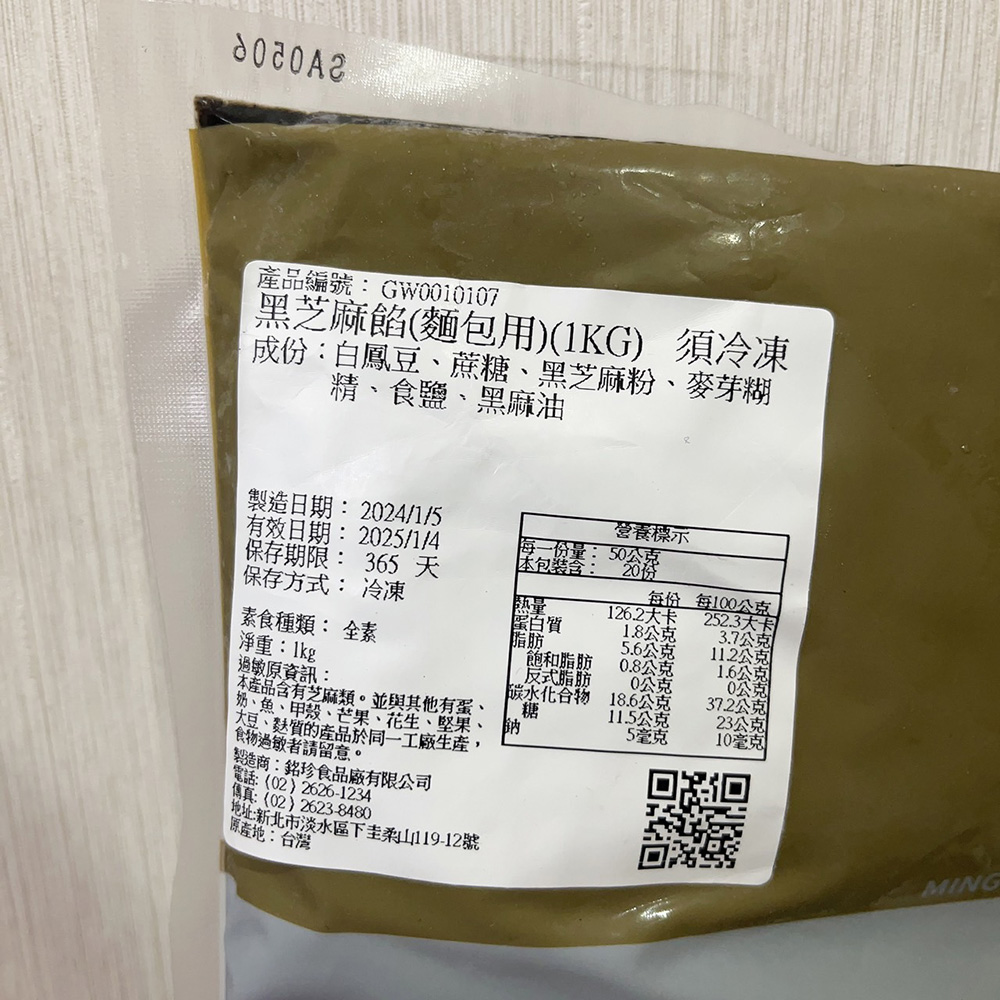 SA0506
產品編號： GW0010107
黑芝麻餡(麵包用)(1KG) 須冷凍
成份：白鳳豆、蔗糖、黑芝麻粉、麥芽糊
精、食鹽、黑麻油
製造日期： 2024/1/5
有效日期： 2025/1/4
保存期限： 365 天
保存方式： 冷凍
素食種類： 全素
淨重：1kg
過敏原資訊：
本產品含有芝麻類。並與其他有蛋、
奶、魚、甲殼、芒果、花生、堅果、
大豆、麩質的產品於同一工廠生產，
食物過敏者請留意。
製造商：銘珍食品廠有限公司
電話:（02）2626-1234
傳真:（02）2623-8480
地址:新北市淡水區下圭柔山119-12號
原產地：台灣
營養標示
每一份量： 50公克
本包裝含： 20份
每份 每100公克
熱量 126.2大卡 252.3大卡
蛋白質 1.8公克 3.7公克
脂肪 5.6公克 11.2公克
飽和脂肪 0.8公克 1.6公克
反式脂肪 0公克 0公克
碳水化合物 18.6公克 37.2公克
糖 11.5公克 23公克
鈉 5毫克 10毫克
MING